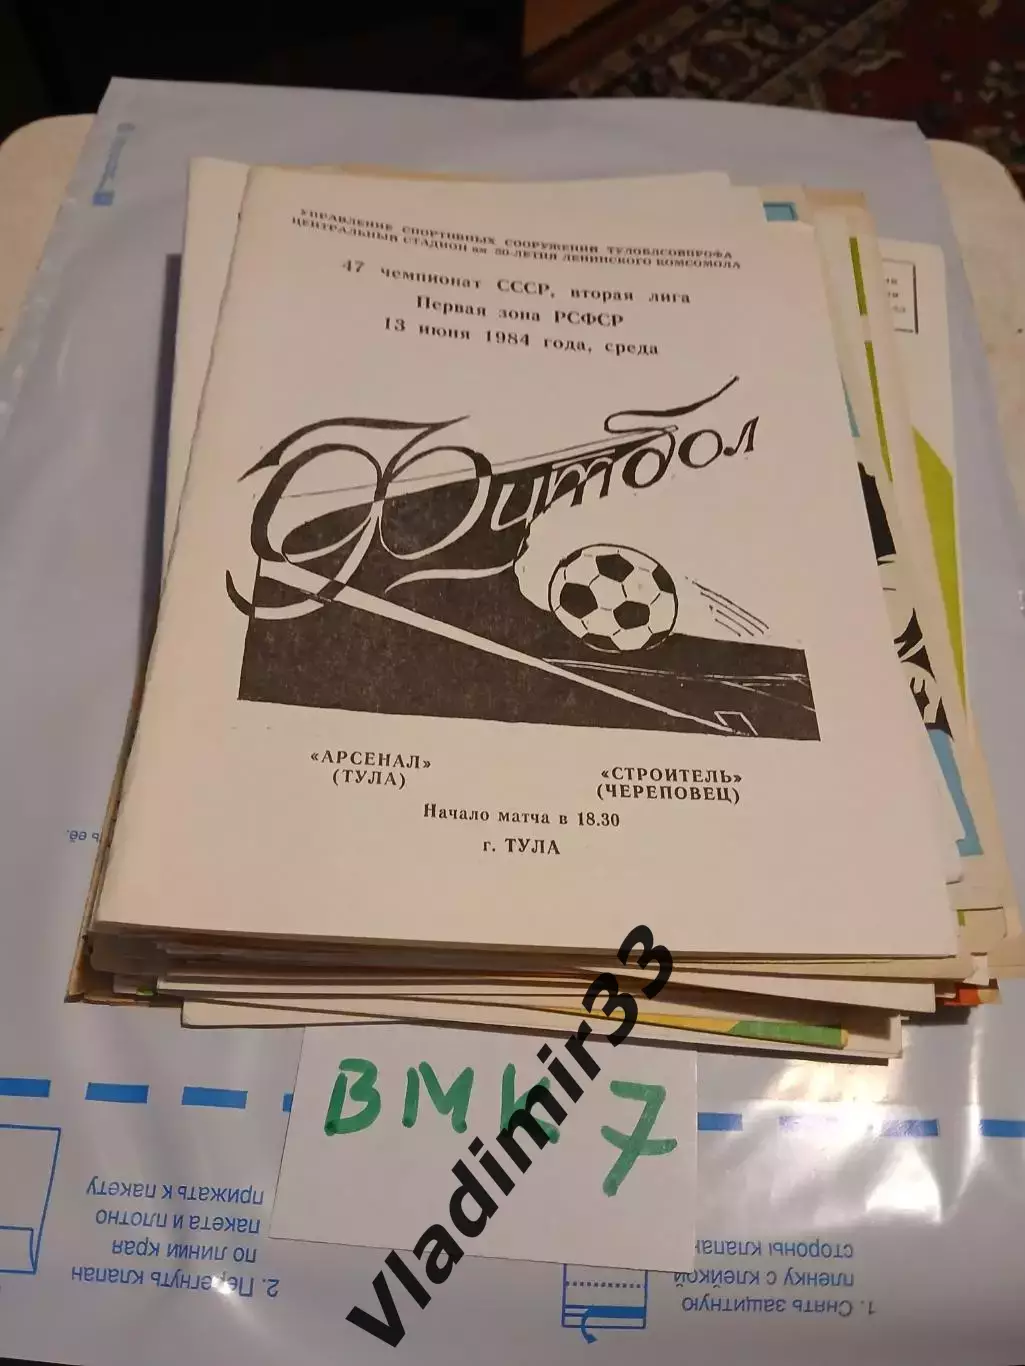 УПРАВЛЕНИЕ СПОРТИВНЫХ СООРУЖЕНИЙ ТУЛОБЛСОВПРОФА
ЦЕНТРАЛЬНЫЙ СТАДИОН им 50-ЛЕТИЯ ЛЕНИНСКОГО КОМСОМОЛА
47 чемпионат СССР, вторая лига
Первая зона РСФСР
13 июня 1984 года, среда
Футбол
«АРСЕНАЛ»
(ТУЛА)
«СТРОИТЕЛЬ»
(ЧЕРЕПОВЕЦ)
Начало матча в 18.30
г. ТУЛА
ВМК 7
Vladimir33
1. Снять защитную
пленку с клейкой
стороны клапана
2. Перегнуть клапан
по линии края
пакета и плотно
прижать к пакету